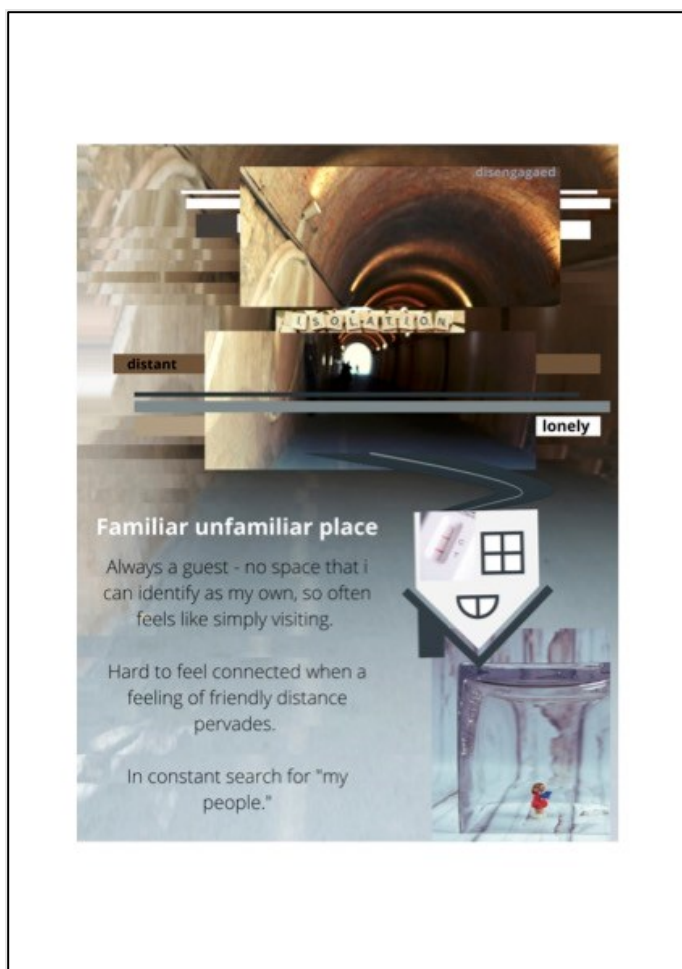 disengagaed
ISOLATION
distant
lonely
Familiar unfamiliar place
Always a guest - no space that i
can identify as my own, so often
feels like simply visiting.
Hard to feel connected when a
feeling of friendly distance
pervades.
In constant search for "my
people."